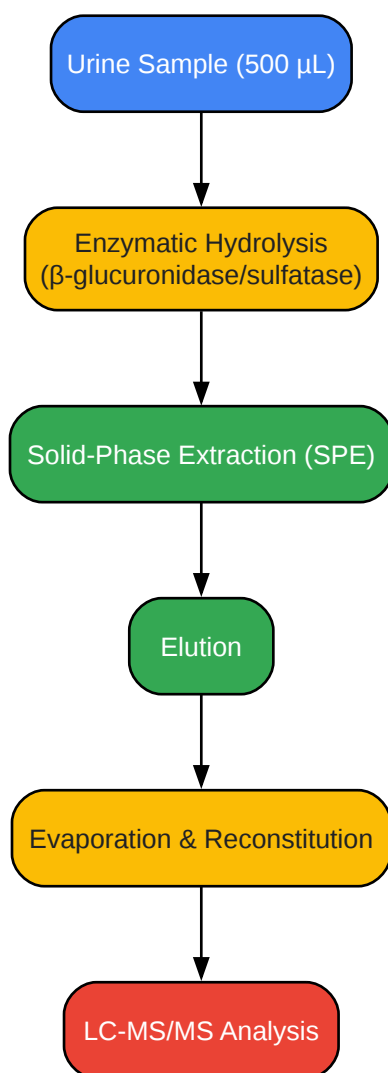 Urine Sample (500 µL)
Enzymatic Hydrolysis
(β-glucuronidase/sulfatase)
Solid-Phase Extraction (SPE)
Elution
Evaporation & Reconstitution
LC-MS/MS Analysis